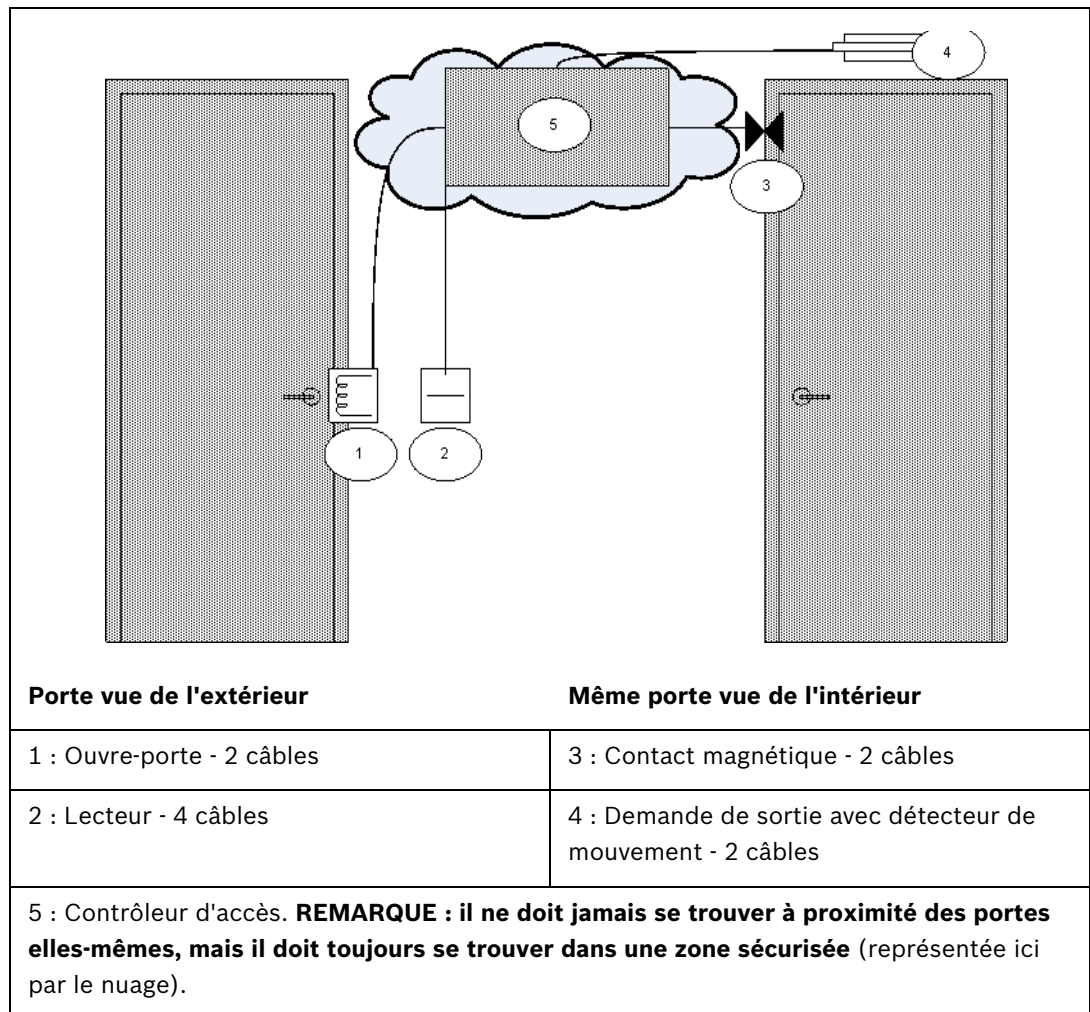 4
5
3
1
2
Porte vue de l'extérieur
Même porte vue de l'intérieur
1 : Ouvre-porte - 2 câbles
3 : Contact magnétique - 2 câbles
2 : Lecteur - 4 câbles
4 : Demande de sortie avec détecteur de
mouvement - 2 câbles
5 : Contrôleur d'accès. REMARQUE : il ne doit jamais se trouver à proximité des portes
elles-mêmes, mais il doit toujours se trouver dans une zone sécurisée (représentée ici
par le nuage).